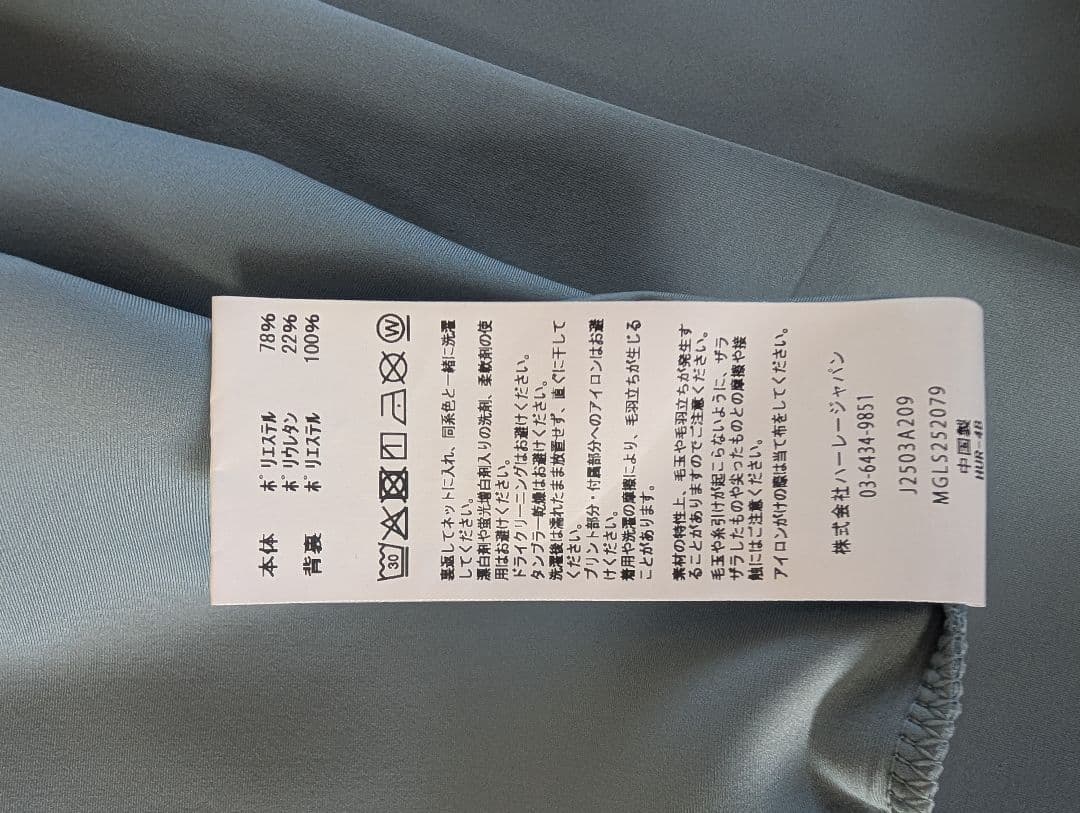 本体 ポリエステル 78%
ポリウレタン 22%
背裏 ポリエステル 100%
30 W
裏返してネットに入れ、同系色と一緒に洗濯
してください。
漂白剤や蛍光増白剤入りの洗剤、柔軟剤の使
用はお避けください。
ドライクリーニングはお避けください。
タンブラー乾燥はお避けください。
洗濯後は濡れたまま放置せず、直ぐに干して
ください。
プリント部分・付属部分へのアイロンはお避
けください。
着用や洗濯の摩擦により、毛羽立ちが生じる
ことがあります。
素材の特性上、毛玉や毛羽立ちが発生す
ることがありますのでご注意ください。
毛玉や糸引けが起こらないように、ザラ
ザラしたものや尖ったものとの摩擦や接
触にはご注意ください。
アイロンがけの際は当て布をしてください。
株式会社ハーレージャパン
03-6434-9851
J2503A209
MGLS252079
中国製
HUR-4B